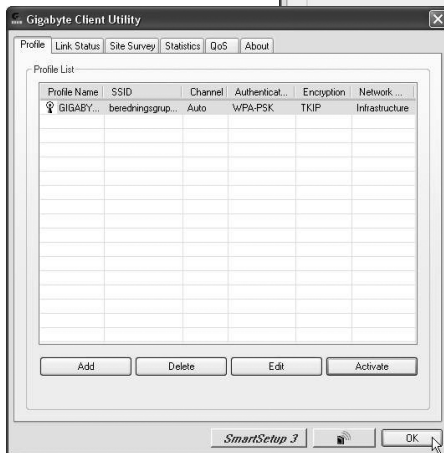 Gigabyte Client Utility
Profile Link Status Site Survey Statistics QoS About
Profile List
Profile Name SSID Channel Authenticat... Encryption Network ...
GIGABY... beredningsgrup... Auto WPA-PSK TKIP Infrastructure
Add Delete Edit Activate
SmartSetup 3 OK